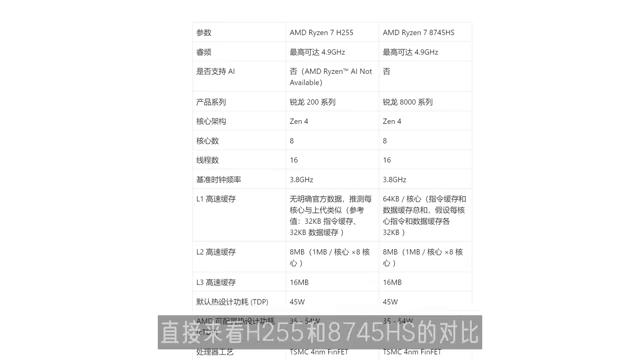 参数 AMD Ryzen 7 H255 AMD Ryzen 7 8745HS
睿频 最高可达 4.9GHz 最高可达 4.9GHz
是否支持 AI 否（AMD Ryzen™ AI Not 否
Available）
产品系列 锐龙 200 系列 锐龙 8000 系列
核心架构 Zen 4 Zen 4
核心数 8 8
线程数 16 16
基准时钟频率 3.8GHz 3.8GHz
L1 高速缓存 无明确官方数据，推测每 64KB / 核心（指令缓存和
核心与上代类似（参考 数据缓存总和，假设每核
值：32KB 指令缓存、 心指令和数据缓存各
32KB 数据缓存 ） 32KB ）
L2 高速缓存 8MB（1MB / 核心 ×8 核 8MB（1MB / 核心 ×8 核
心 ） 心 ）
L3 高速缓存 16MB 16MB
默认热设计功耗 (TDP) 45W 45W
AMD 可配置热设计功耗 35 - 54W 35 - 54W
直接来看H255和8745HS的对比
处理器工艺 TSMC 4nm FinFET TSMC 4nm FinFET